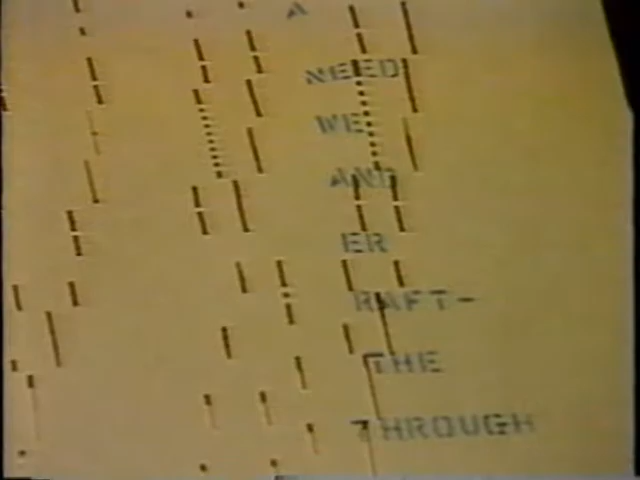 A
NEED
WE
AND
ER
RAFT-
THE
THROUGH